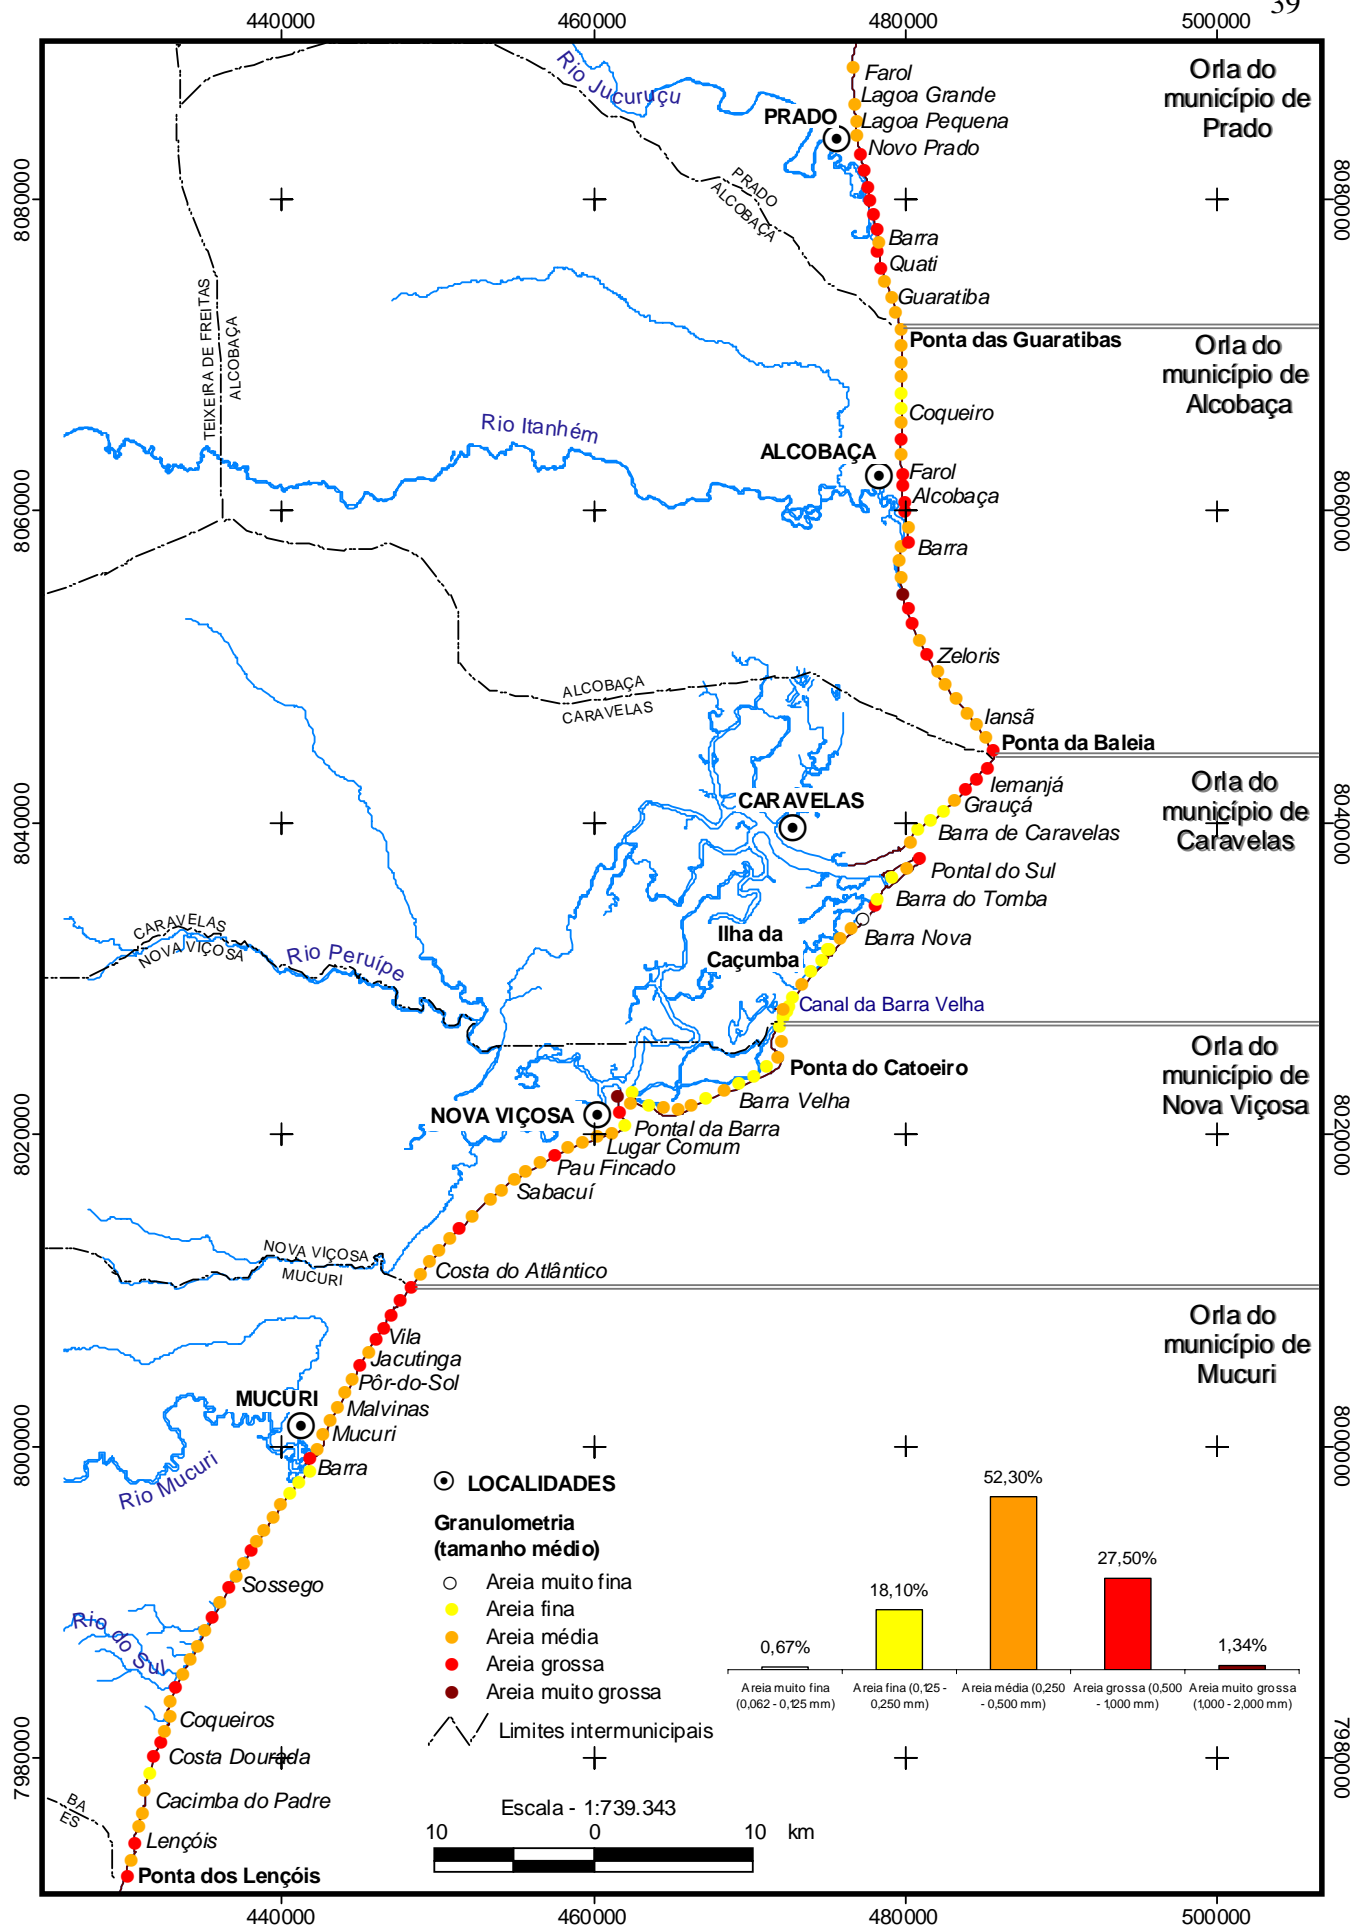 39
440000
460000
480000
500000
Orla do
município de
Prado
Rio Jucuruçu
Farol
Lagoa Grande
PRADO
Lagoa Pequena
Novo Prado
8080000
8080000
PRADO
ALCOBAÇA
Barra
Quati
Guaratiba
TEIXEIRA DE FREITAS
ALCOBAÇA
Ponta das Guaratibas
Orla do
município de
Alcobaça
Coqueiro
Rio Itanhém
ALCOBAÇA
Farol
Alcobaça
8060000
8060000
Barra
Zeloris
ALCOBAÇA
CARAVELAS
Iansã
Ponta da Baleia
Orla do
município de
Caravelas
Iemanjá
CARAVELAS
Grauçá
8040000
8040000
Barra de Caravelas
Pontal do Sul
Barra do Tomba
CARAVELAS
NOVA VIÇOSA
Rio Peruípe
Ilha da
Caçumba
Barra Nova
Canal da Barra Velha
Orla do
município de
Nova Viçosa
Ponta do Catoeiro
Barra Velha
NOVA VIÇOSA
Pontal da Barra
8020000
8020000
Lugar Comum
Pau Fincado
Sabacuí
NOVA VIÇOSA
MUCURI
Costa do Atlântico
Orla do
município de
Mucuri
Vila
Jacutinga
Pôr-do-Sol
MUCURI
Malvinas
Mucuri
8000000
8000000
Barra
Rio Mucuri
LOCALIDADES
Granulometria
(tamanho médio)
Areia muito fina
Areia fina
Areia média
Areia grossa
Areia muito grossa
Limites intermunicipais
0,67%
18,10%
52,30%
27,50%
1,34%
Areia muito fina
(0,062 - 0,125 mm)
Areia fina (0,125 -
0,250 mm)
Areia média (0,250
- 0,500 mm)
Areia grossa (0,500
- 1,000 mm)
Areia muito grossa
(1,000 - 2,000 mm)
Sossego
Rio do Sul
Coqueiros
7980000
7980000
Costa Dourada
BA
ES
Cacimba do Padre
Lençóis
Ponta dos Lençóis
Escala - 1:739.343
10
0
10
km
440000
460000
480000
500000